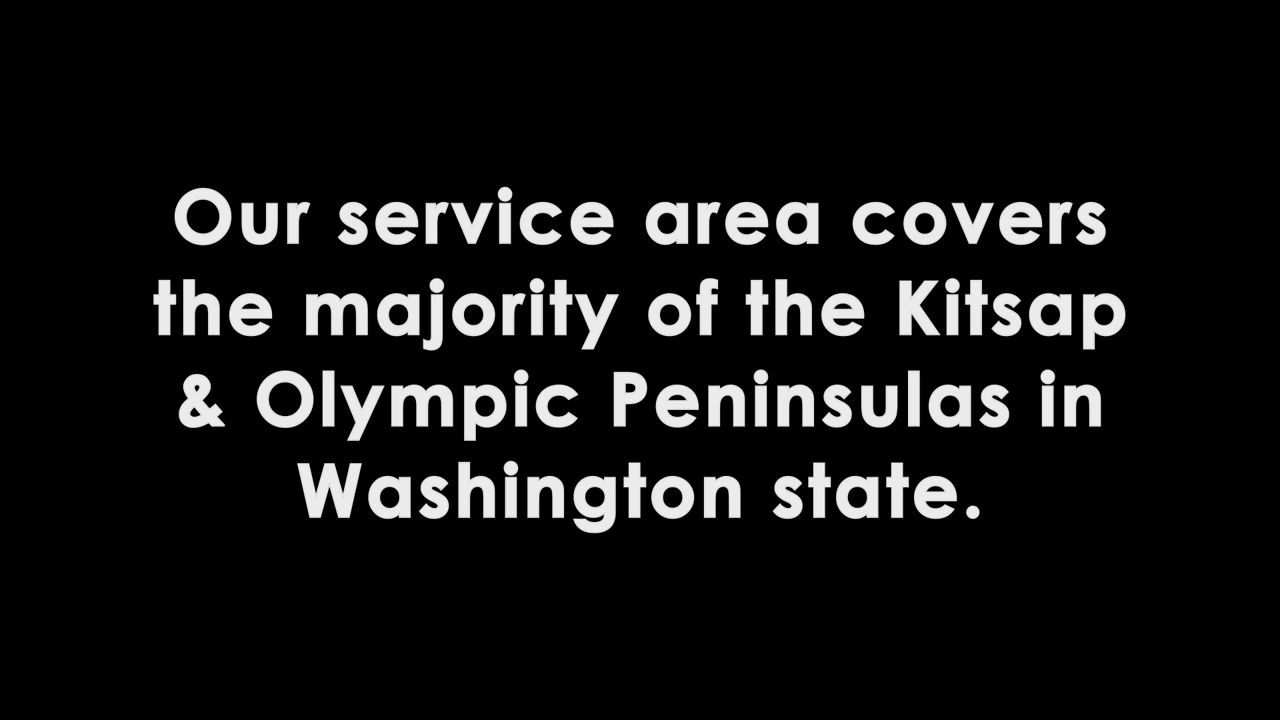 Our service area covers
the majority of the Kitsap
& Olympic Peninsulas in
Washington state.